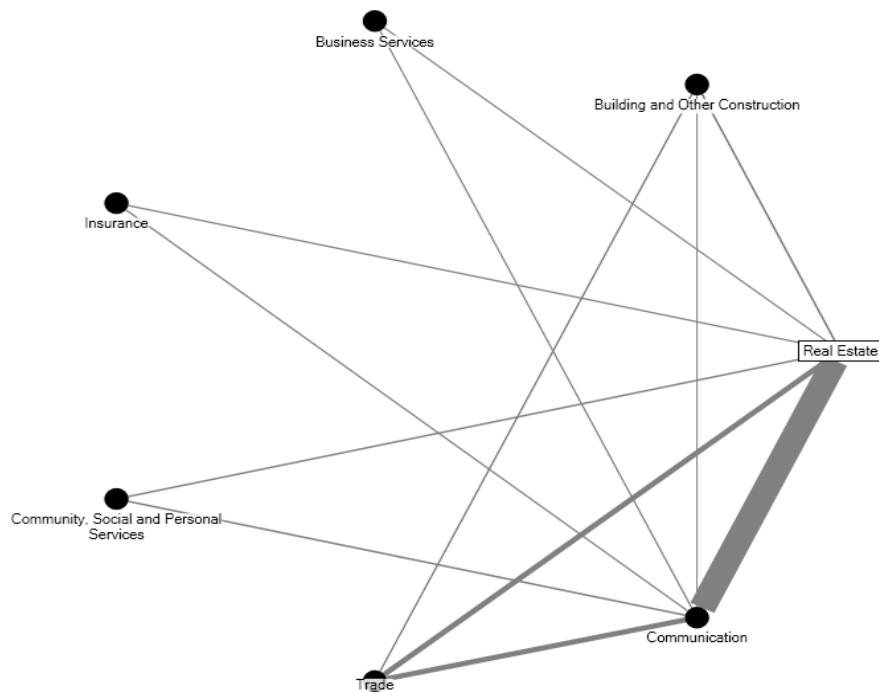 Business Services
Building and Other Construction
Insurance
Real Estate
Community, Social and Personal
Services
Communication
Trade